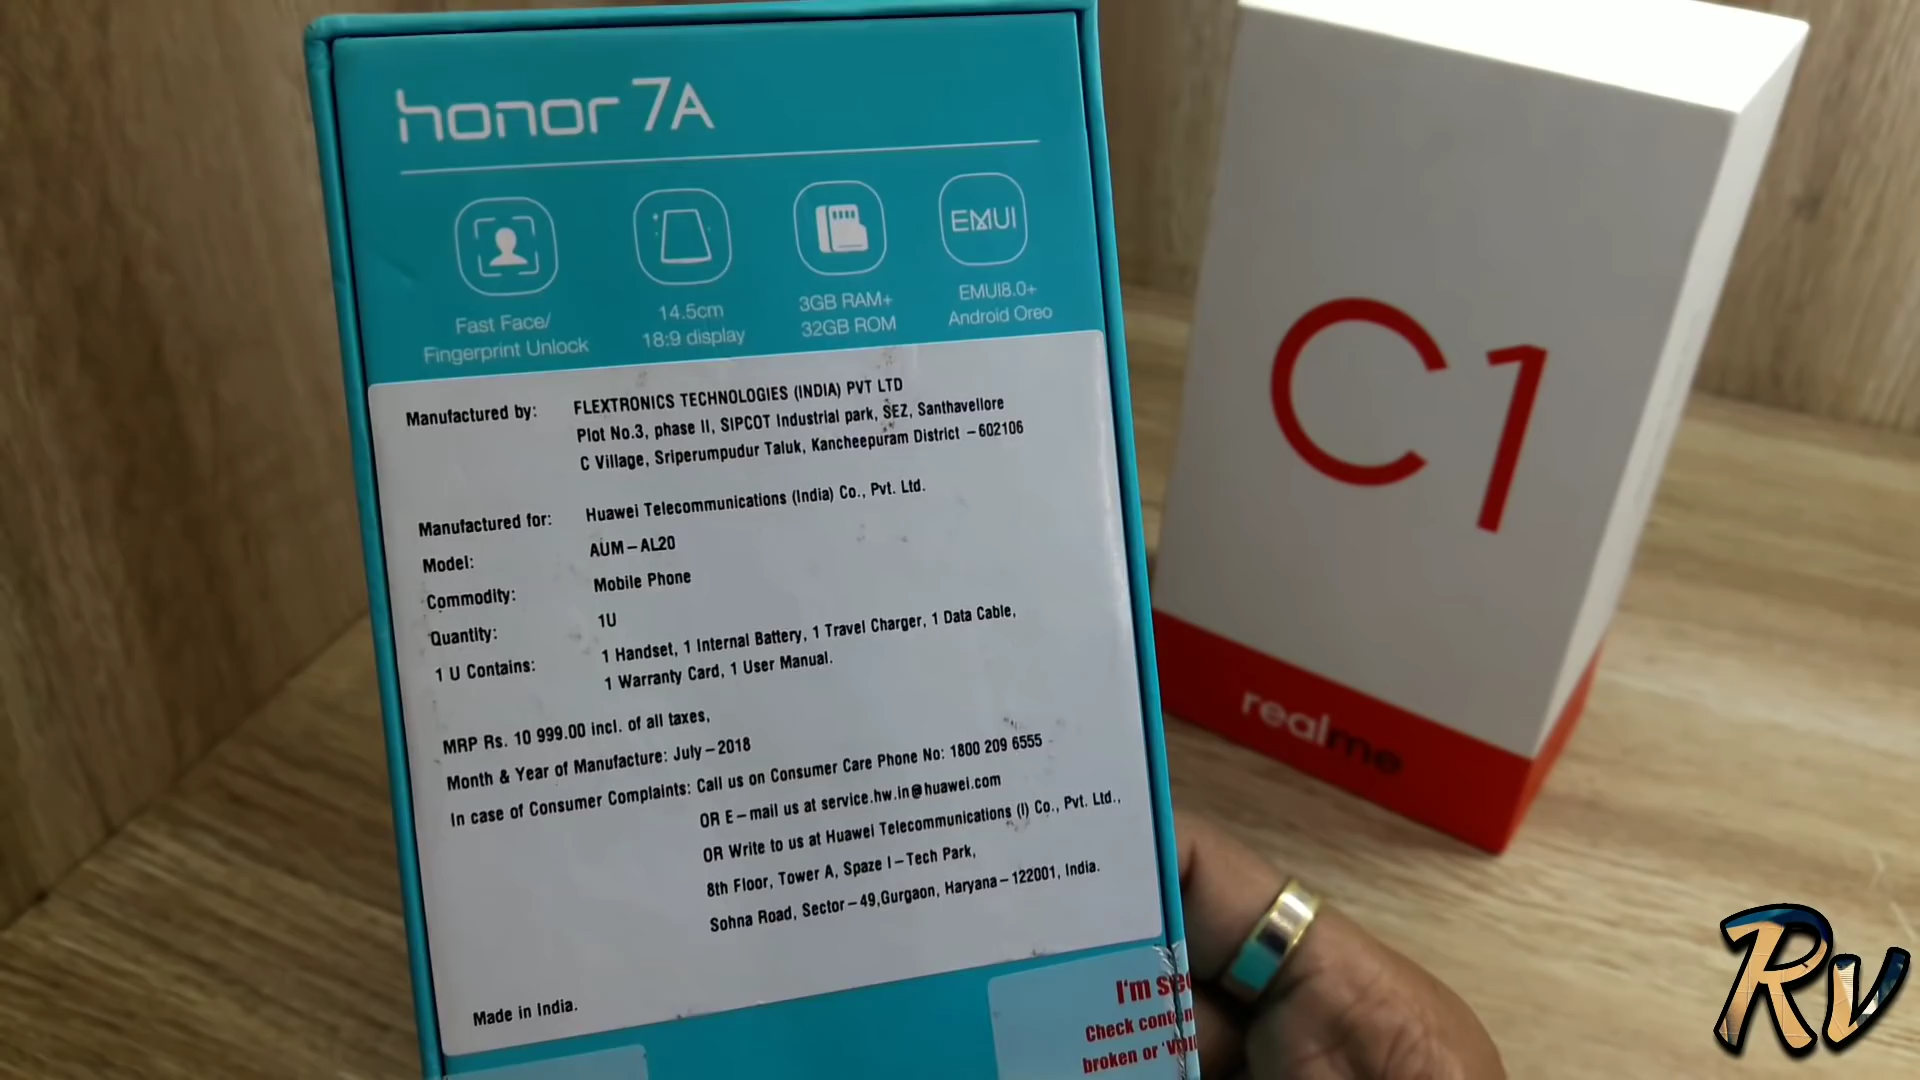 honor 7A
EMUI
Fast Face/
Fingerprint Unlock
14.5cm
18:9 display
3GB RAM+
32GB ROM
EMUI8.0+
Android Oreo
Manufactured by: FLEXTRONICS TECHNOLOGIES (INDIA) PVT LTD
Plot No.3, phase II, SIPCOT Industrial park, SEZ, Santhavellore
C Village, Sriperumpudur Taluk, Kancheepuram District – 602106
Manufactured for: Huawei Telecommunications (India) Co., Pvt. Ltd.
Model: AUM – AL20
Commodity: Mobile Phone
Quantity: 1U
1 U Contains: 1 Handset, 1 Internal Battery, 1 Travel Charger, 1 Data Cable,
1 Warranty Card, 1 User Manual.
MRP Rs. 10 999.00 incl. of all taxes,
Month & Year of Manufacture: July – 2018
In case of Consumer Complaints: Call us on Consumer Care Phone No: 1800 209 6555
OR E – mail us at service.hw.in@huawei.com
OR Write to us at Huawei Telecommunications (I) Co., Pvt. Ltd.,
8th Floor, Tower A, Spaze I – Tech Park,
Sohna Road, Sector – 49,Gurgaon, Haryana – 122001, India.
Made in India.
I'm
Check
broken or
C1
realme
Rv